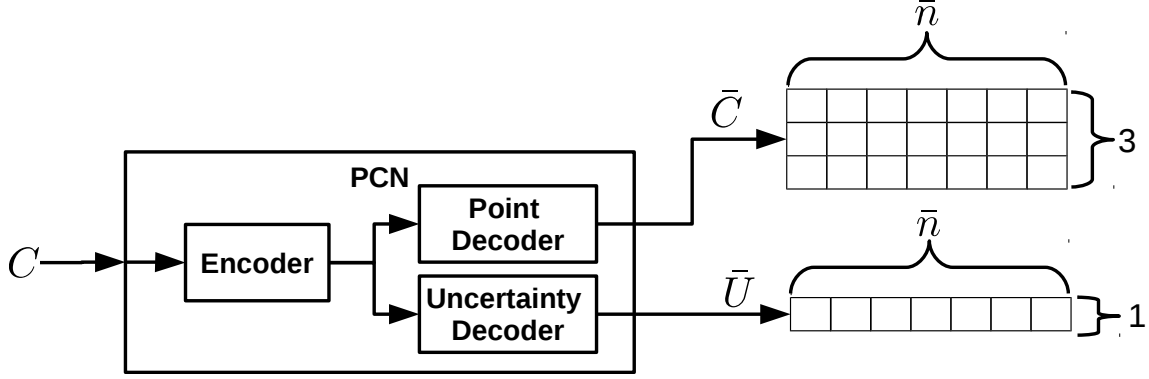 n̄
C̄
3
PCN
Point
Decoder
n̄
C
Encoder
Uncertainty
Decoder
Ū
1